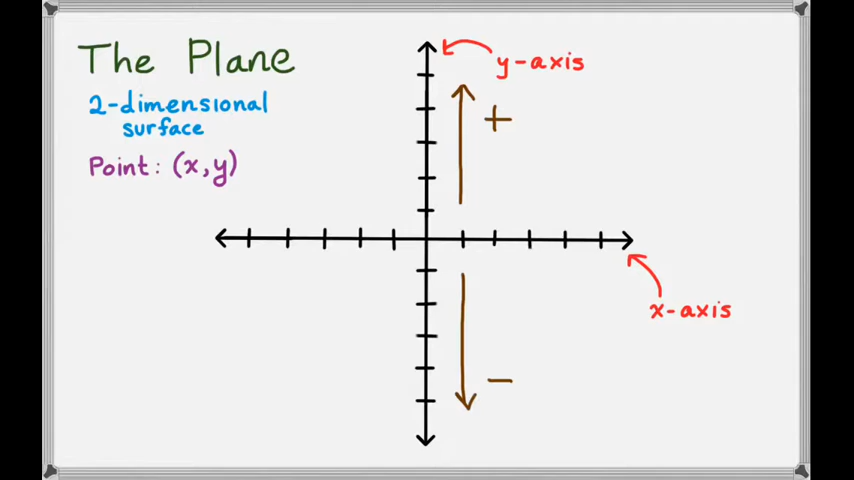 The Plane
2-dimensional
surface
Point: (x,y)
y-axis
+
x-axis
−